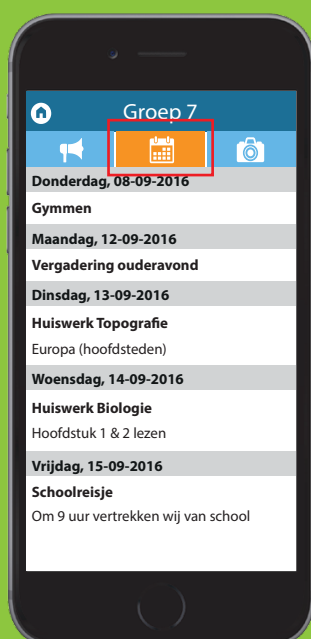 Groep 7
Donderdag, 08-09-2016
Gymmen
Maandag, 12-09-2016
Vergadering ouderavond
Dinsdag, 13-09-2016
Huiswerk Topografie
Europa (hoofdsteden)
Woensdag, 14-09-2016
Huiswerk Biologie
Hoofdstuk 1 & 2 lezen
Vrijdag, 15-09-2016
Schoolreisje
Om 9 uur vertrekken wij van school